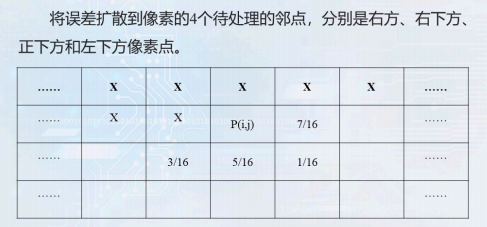 将误差扩散到像素的4个待处理的邻点，分别是右方、右下方、
正下方和左下方像素点。
…… X X X X X ……
…… X X P(i,j) 7/16 ……
…… 3/16 5/16 1/16 ……
…… ……